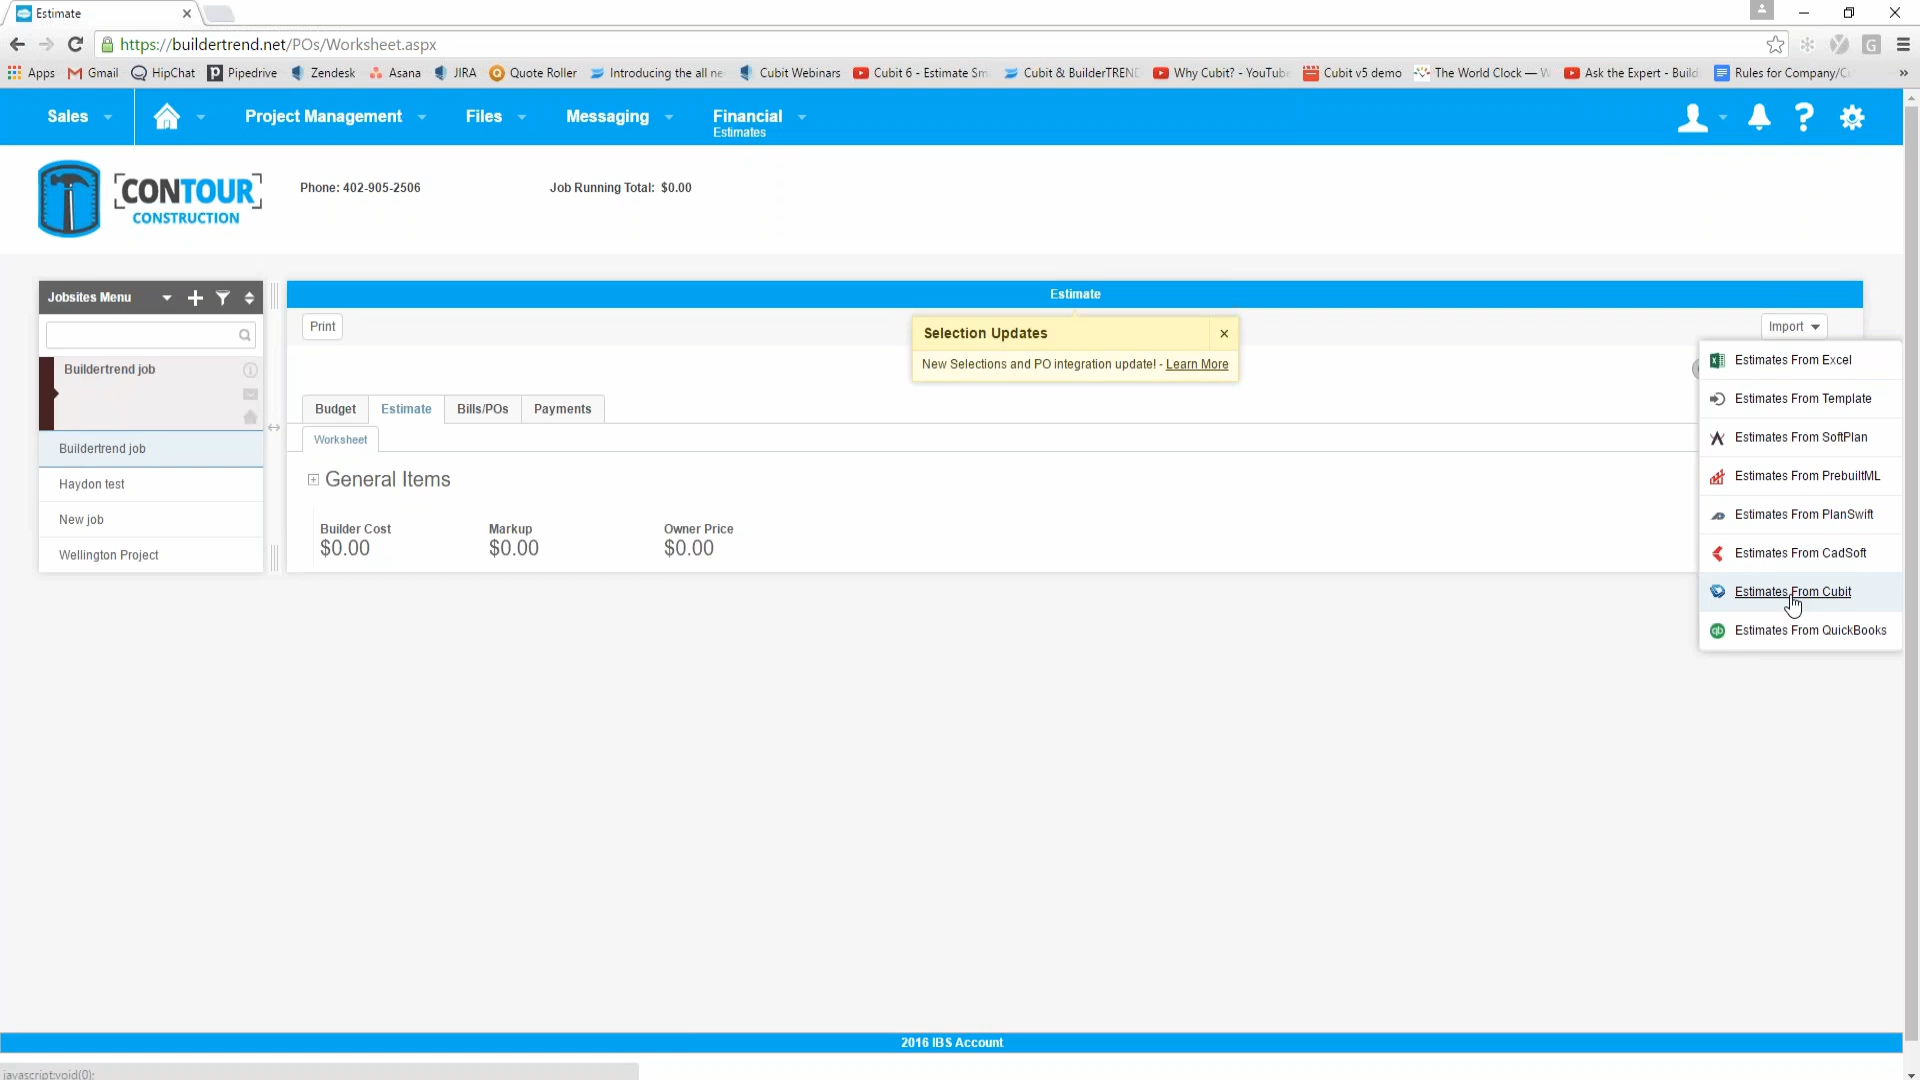 Estimate
https://buildertrend.net/POs/Worksheet.aspx
Apps Gmail HipChat Pipedrive Zendesk Asana JIRA Quote Roller Introducing the all ne Cubit Webinars Cubit 6 - Estimate Sm Cubit & BuilderTREND Why Cubit? - YouTube Cubit v5 demo The World Clock — W Ask the Expert - Build Rules for Company/C »
Sales Project Management Files Messaging Financial
Estimates
CONTOUR
CONSTRUCTION
Phone: 402-905-2506 Job Running Total: $0.00
Jobsites Menu
Buildertrend job
Buildertrend job
Haydon test
New job
Wellington Project
Estimate
Print
Import
Selection Updates
New Selections and PO integration update! - Learn More
Budget Estimate Bills/POs Payments
Worksheet
General Items
Builder Cost Markup Owner Price
$0.00 $0.00 $0.00
Estimates From Excel
Estimates From Template
Estimates From SoftPlan
Estimates From PrebuiltML
Estimates From PlanSwift
Estimates From CadSoft
Estimates From Cubit
Estimates From QuickBooks
2016 IBS Account
javascript:void(0);